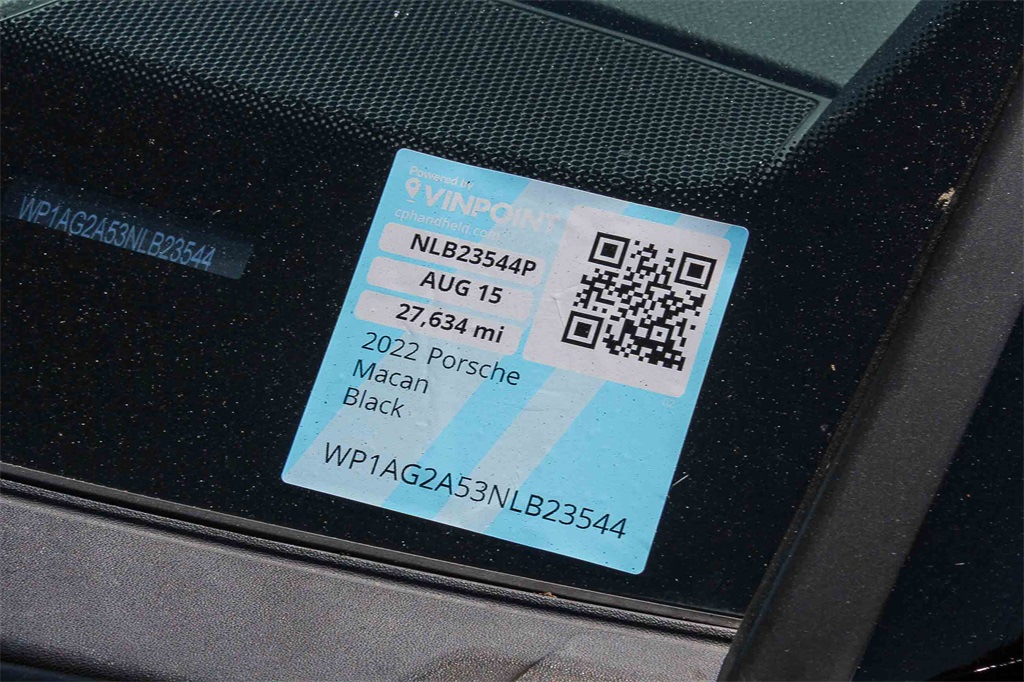 WP1AG2A53NLB23544
Powered by
VINPOINT
cphandheld.com
NLB23544P
AUG 15
27,634 mi
2022 Porsche
Macan
Black
WP1AG2A53NLB23544